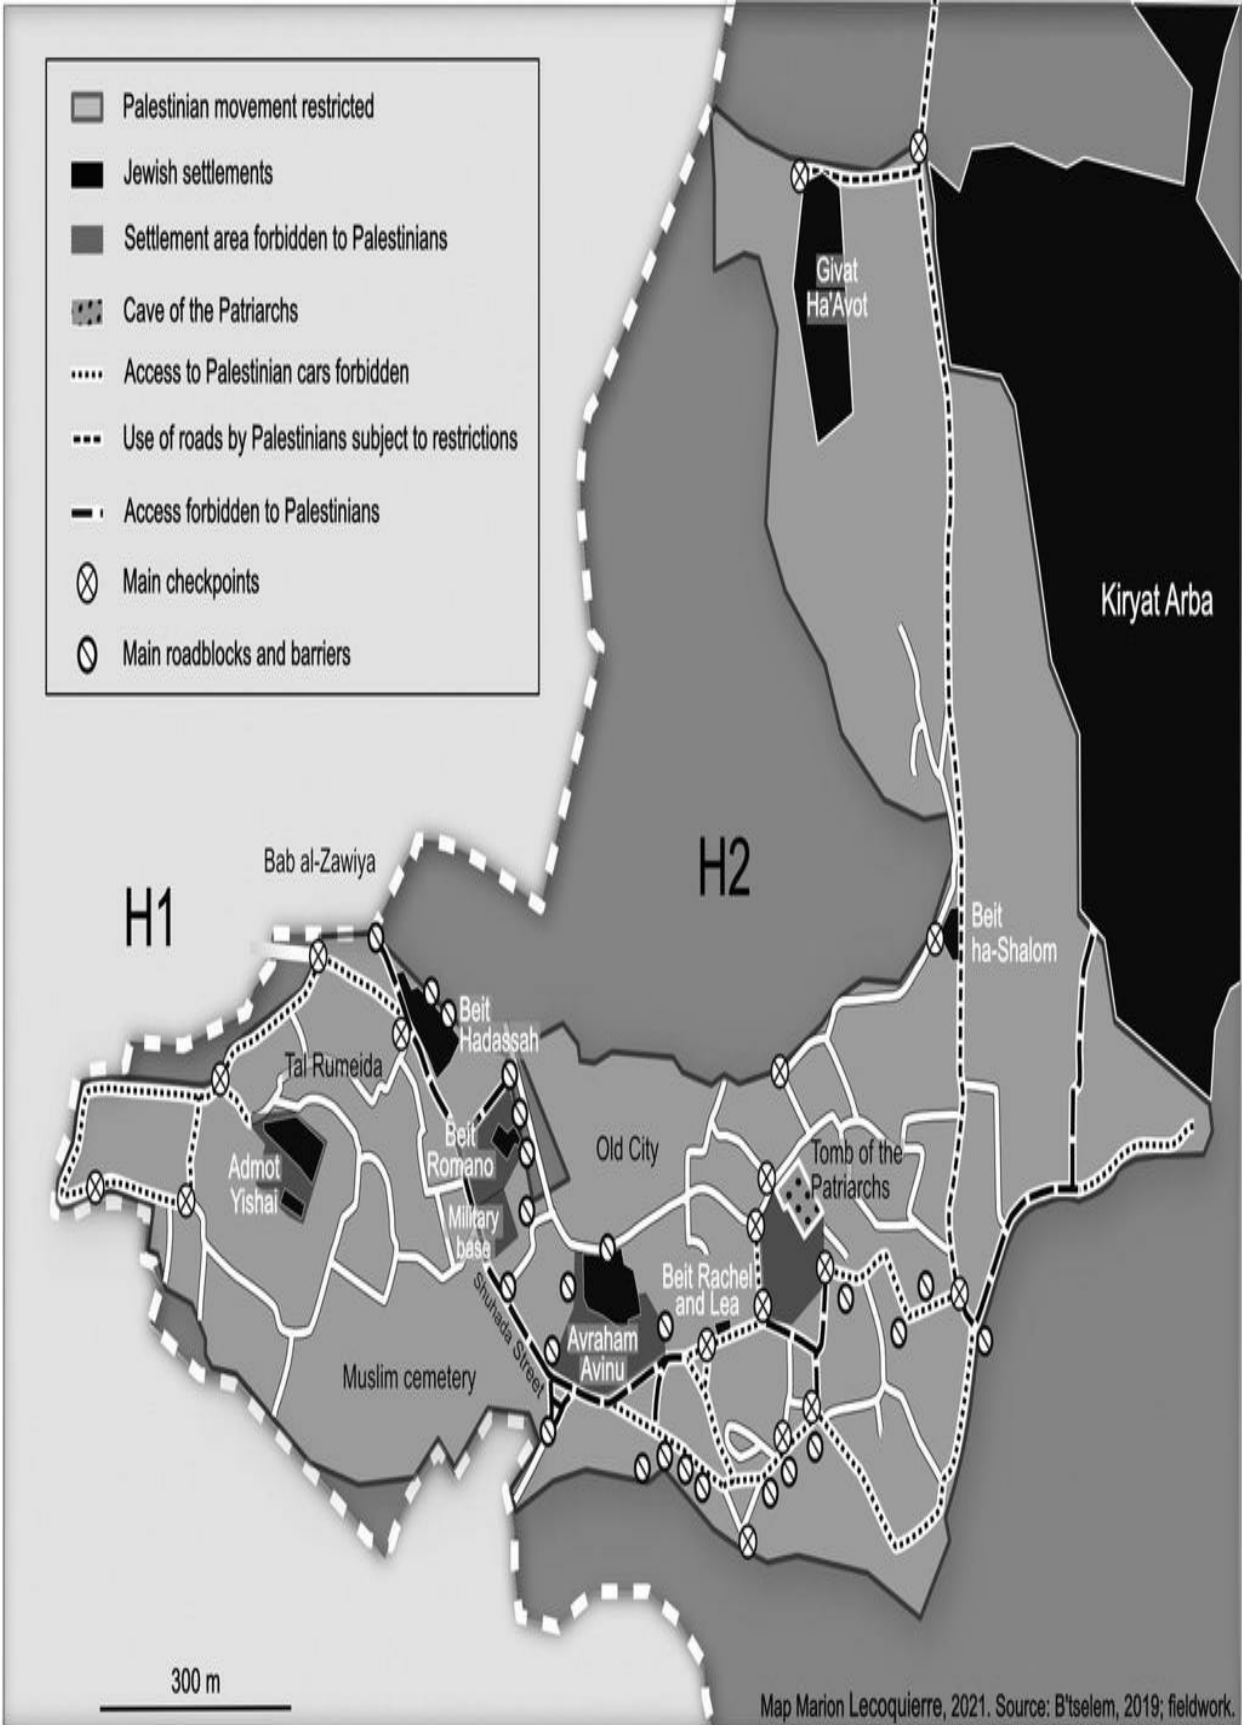 Palestinian movement restricted
Jewish settlements
Settlement area forbidden to Palestinians
Cave of the Patriarchs
Access to Palestinian cars forbidden
Use of roads by Palestinians subject to restrictions
Access forbidden to Palestinians
Main checkpoints
Main roadblocks and barriers
Givat
Ha'Avot
Kiryat Arba
Bab al-Zawiya
H1
H2
Beit
ha-Shalom
Beit
Hadassah
Tal Rumeida
Beit
Romano
Old City
Tomb of the
Patriarchs
Admot
Yishai
Military
base
Beit Rachel
and Lea
Shuhada Street
Avraham
Avinu
Muslim cemetery
300 m
Map Marion Lecoquierre, 2021. Source: B'tselem, 2019; fieldwork.